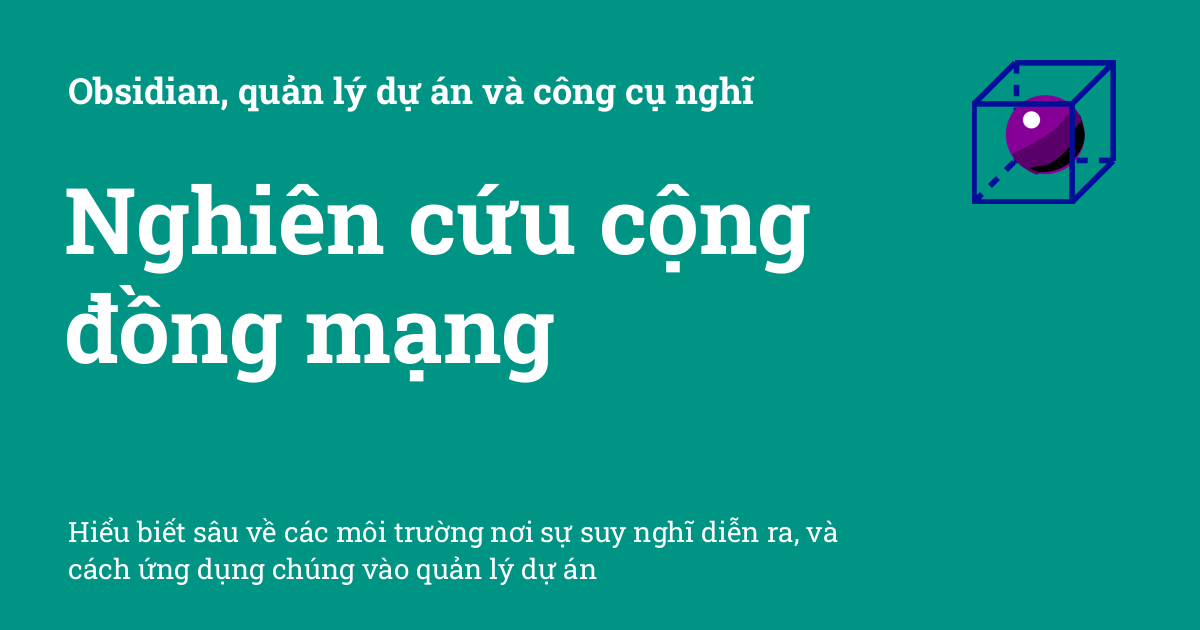 Obsidian, quản lý dự án và công cụ nghĩ
Nghiên cứu cộng
đồng mạng
Hiểu biết sâu về các môi trường nơi sự suy nghĩ diễn ra, và
cách ứng dụng chúng vào quản lý dự án